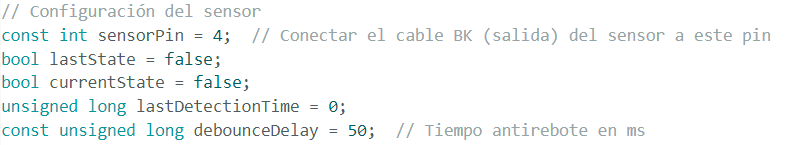 // Configuración del sensor
const int sensorPin = 4;  // Conectar el cable BK (salida) del sensor a este pin
bool lastState = false;
bool currentState = false;
unsigned long lastDetectionTime = 0;
const unsigned long debounceDelay = 50;  // Tiempo antirebote en ms